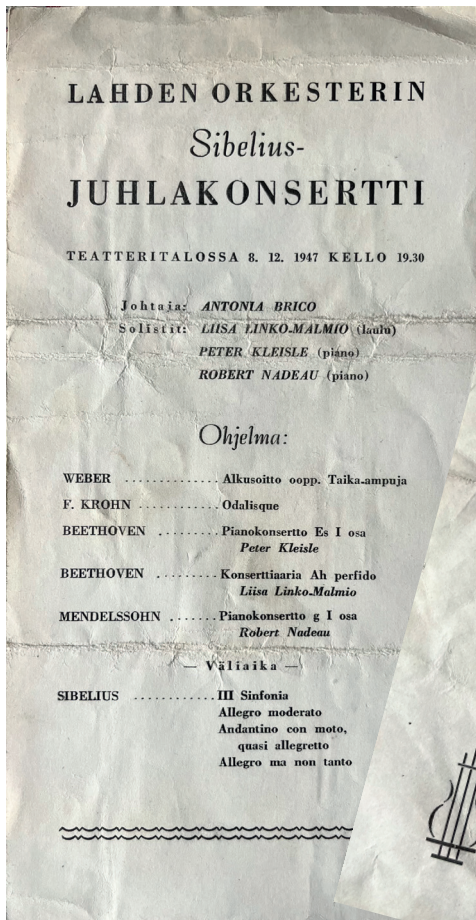 LAHDEN ORKESTERIN
Sibelius-
JUHLAKONSERTTI
TEATTERITALOSSA 8. 12. 1947 KELLO 19.30
Johtaja: ANTONIA BRICO
Solistit: LIISA LINKO-MALMIO (laulu)
PETER KLEISLE (piano)
ROBERT NADEAU (piano)
Ohjelma:
WEBER ............. Alkusoitto oopp. Taika-ampuja
F. KROHN ........... Odalisque
BEETHOVEN ........ Pianokonsertto Es I osa
Peter Kleisle
BEETHOVEN ........ Konserttiaaria Ah perfido
Liisa Linko-Malmio
MENDELSSOHN ....... Pianokonsertto g I osa
Robert Nadeau
— Väliaika —
SIBELIUS ........... III Sinfonia
Allegro moderato
Andantino con moto,
quasi allegretto
Allegro ma non tanto